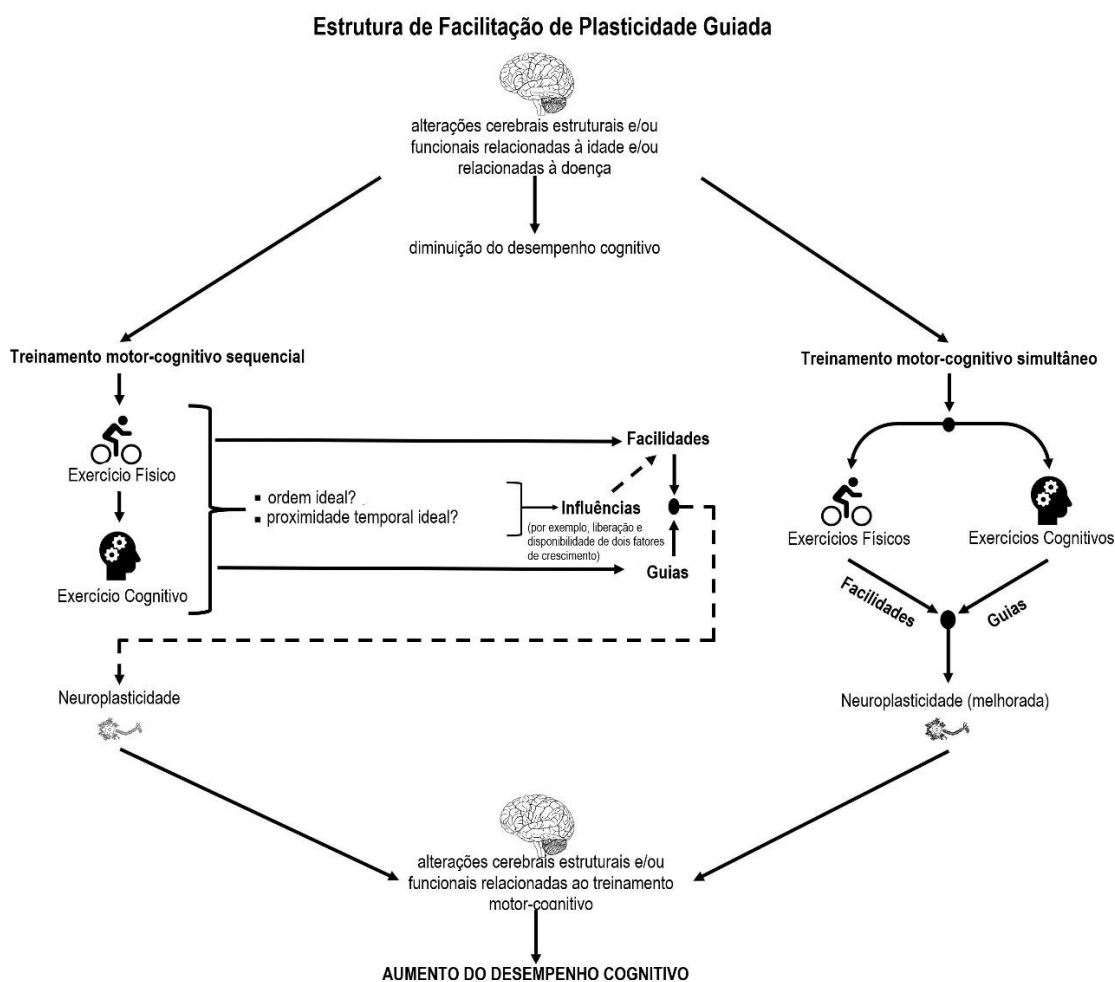 Estrutura de Facilitação de Plasticidade Guiada
alterações cerebrais estruturais e/ou
funcionais relacionadas à idade e/ou
relacionadas à doença
diminuição do desempenho cognitivo
Treinamento motor-cognitivo sequencial
Exercício Físico
Exercício Cognitivo
▪ ordem ideal?
▪ proximidade temporal ideal?
Influências
(por exemplo, liberação e
disponibilidade de dois fatores
de crescimento)
Facilidades
Guias
Neuroplasticidade
Treinamento motor-cognitivo simultâneo
Exercícios Físicos
Exercícios Cognitivos
Facilidades
Guias
Neuroplasticidade (melhorada)
alterações cerebrais estruturais e/ou
funcionais relacionadas ao treinamento
motor-cognitivo
AUMENTO DO DESEMPENHO COGNITIVO